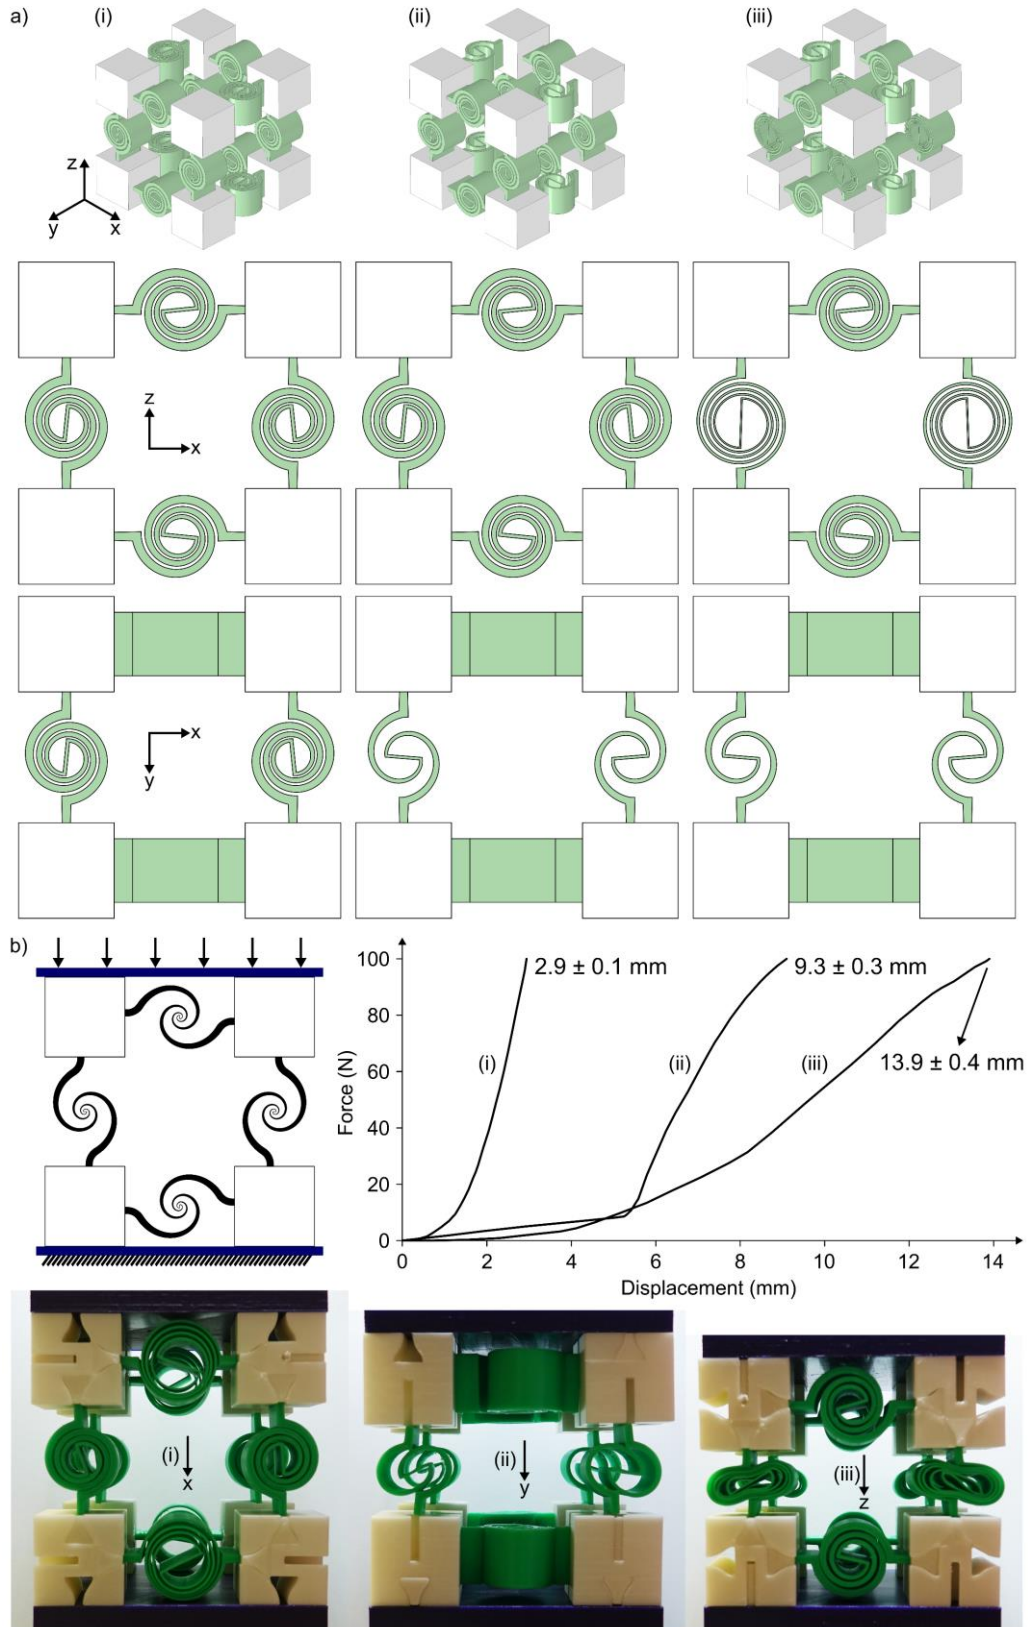 a) (i) (ii) (iii)
z
y x
z
x
x
y
b)
100 2.9 ± 0.1 mm 9.3 ± 0.3 mm
80
13.9 ± 0.4 mm
60 (i) (ii) (iii)
Force (N)
40
20
0
0 2 4 6 8 10 12 14
Displacement (mm)
(i) (ii) (iii)
x y z